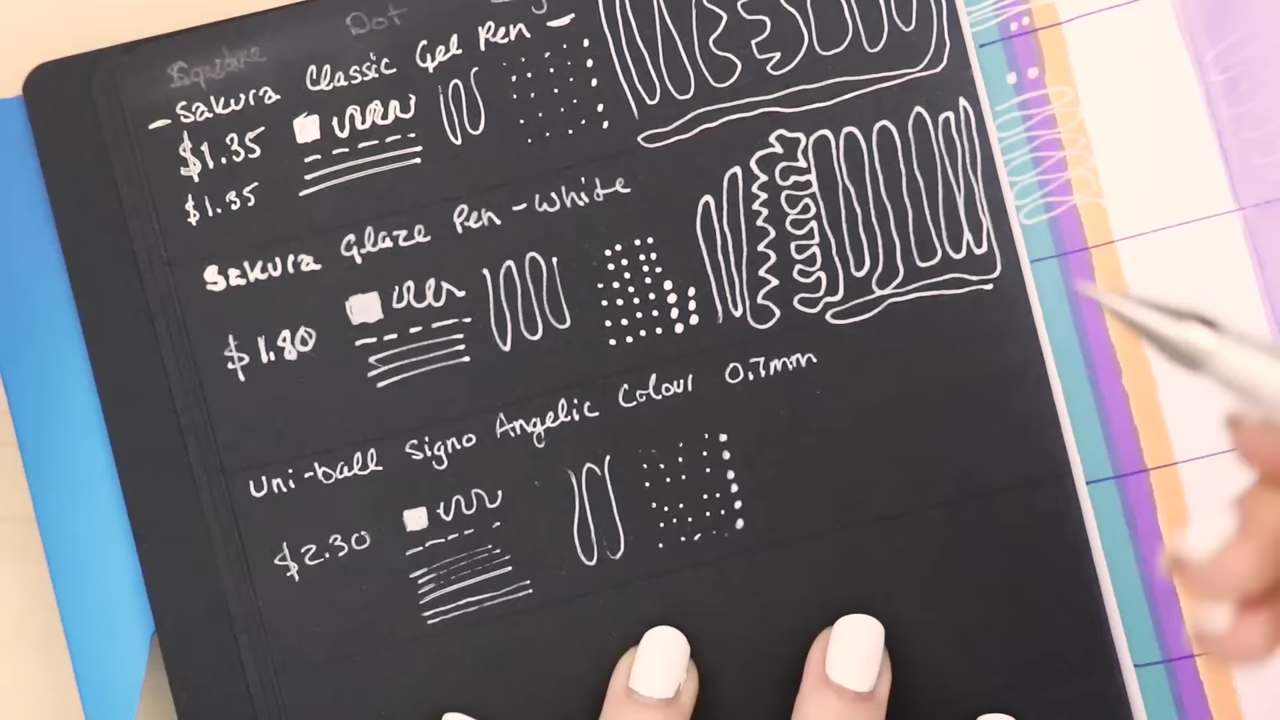 Dot
Square
- Sakura Classic Gel Pen -
$1.35
$1.35
Sakura Glaze Pen - White
$1.80
Uni-ball Signo Angelic Colour 0.7mm
$2.30